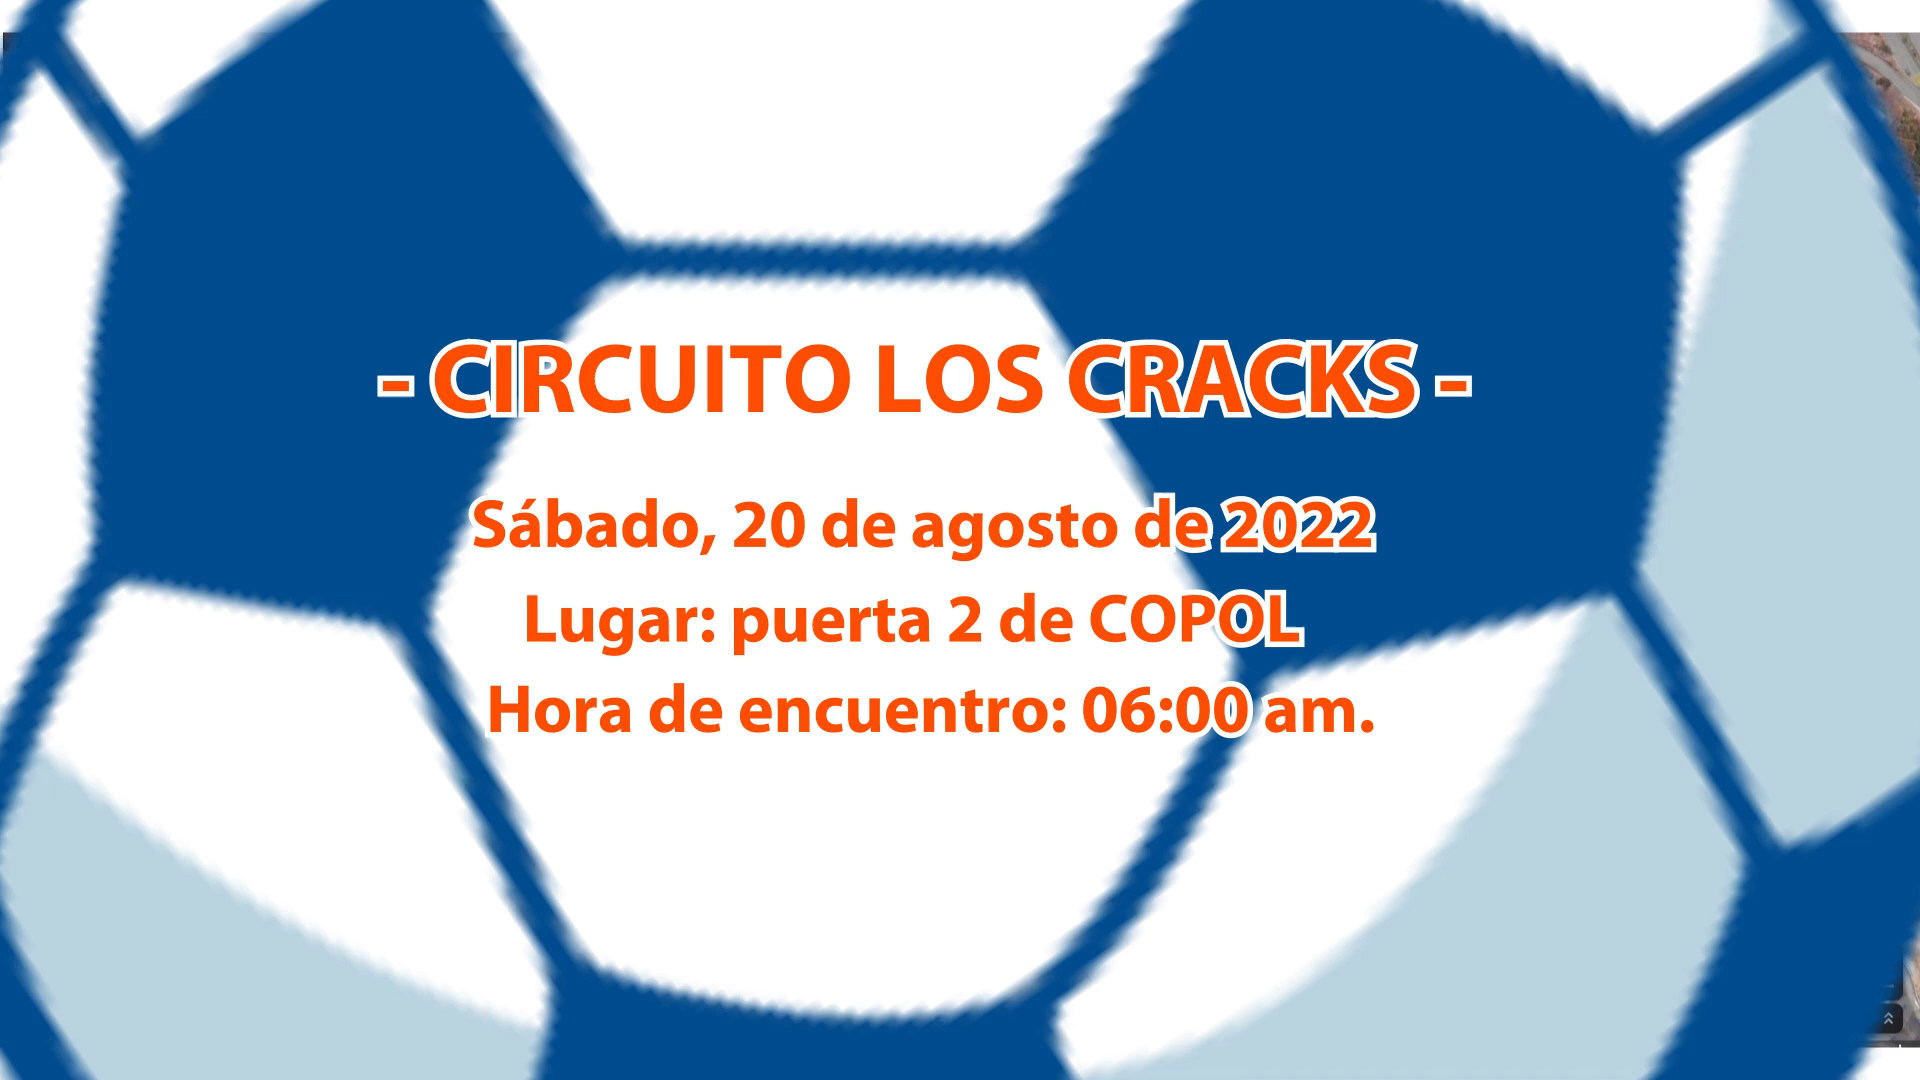 - CIRCUITO LOS CRACKS -
Sábado, 20 de agosto de 2022
Lugar: puerta 2 de COPOL
Hora de encuentro: 06:00 am.